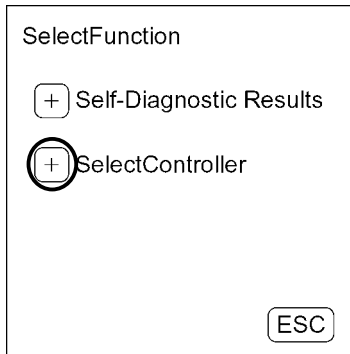 SelectFunction
+ Self-Diagnostic Results
+ SelectController
ESC